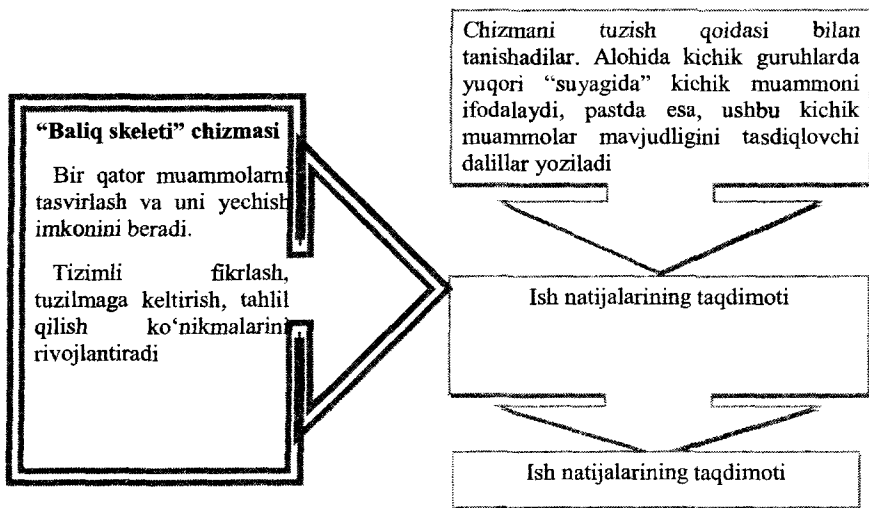 “Baliq skeleti” chizmasi
Bir qator muammolarni
tasvirlash va uni yechish
imkonini beradi.
Tizimli fikrlash,
tuzilmaga keltirish, tahlil
qilish ko‘nikmalarini
rivojlantiradi
Chizmani tuzish qoidasi bilan
tanishadilar. Alohida kichik guruhlarda
yuqori “suyagida” kichik muammoni
ifodalaydi, pastda esa, ushbu kichik
muammolar mavjudligini tasdiqlovchi
dalillar yoziladi
Ish natijalarining taqdimoti
Ish natijalarining taqdimoti